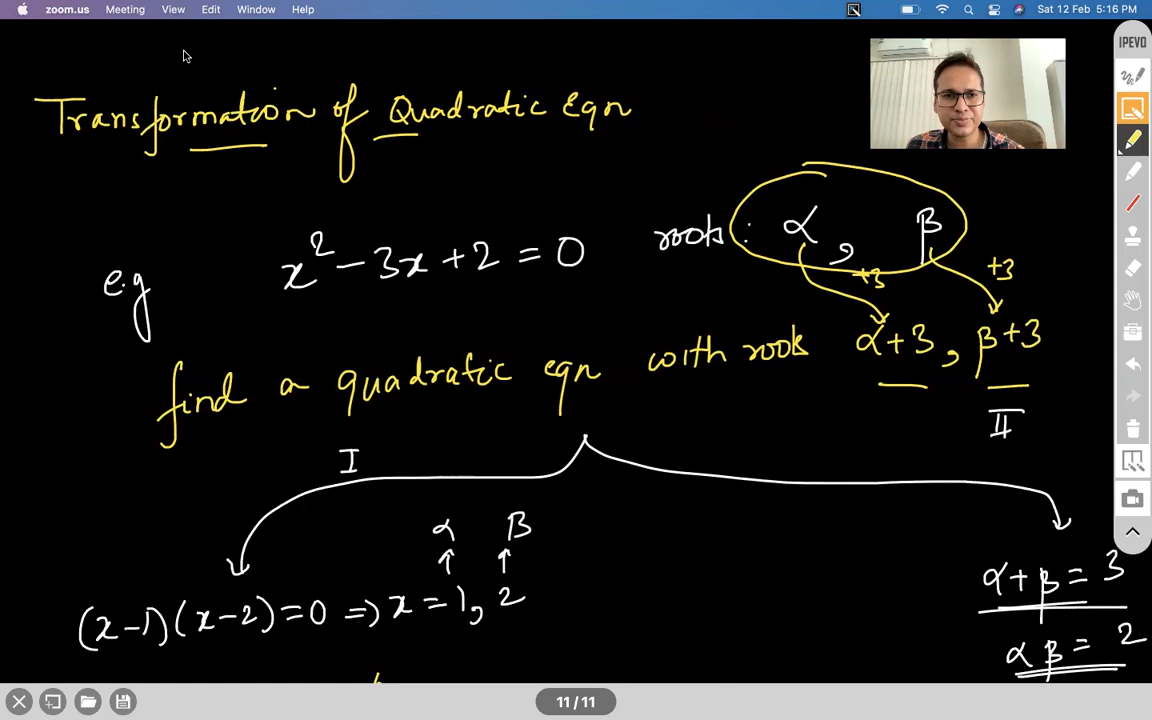 zoom.us Meeting View Edit Window Help Sat 12 Feb 5:16 PM
IPEVO
Transformation of Quadratic Eqn
e.g x² − 3x + 2 = 0 roots: α, β
+3 +3
find a quadratic eqn with roots α+3, β+3
I II
α β
(x−1)(x−2)=0 ⇒ x = 1, 2
α+β = 3
αβ = 2
11/11